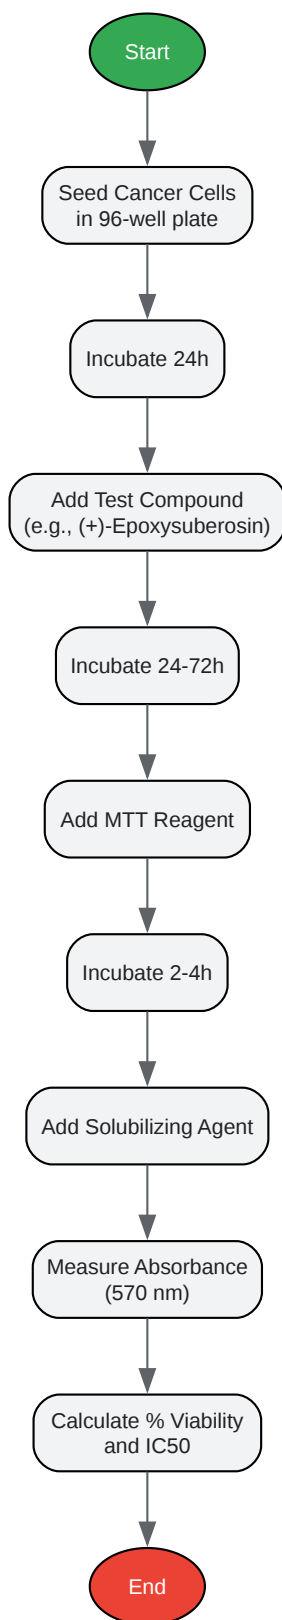 Start
Seed Cancer Cells
in 96-well plate
Incubate 24h
Add Test Compound
(e.g., (+)-Epoxysuberosin)
Incubate 24-72h
Add MTT Reagent
Incubate 2-4h
Add Solubilizing Agent
Measure Absorbance
(570 nm)
Calculate % Viability
and IC50
End